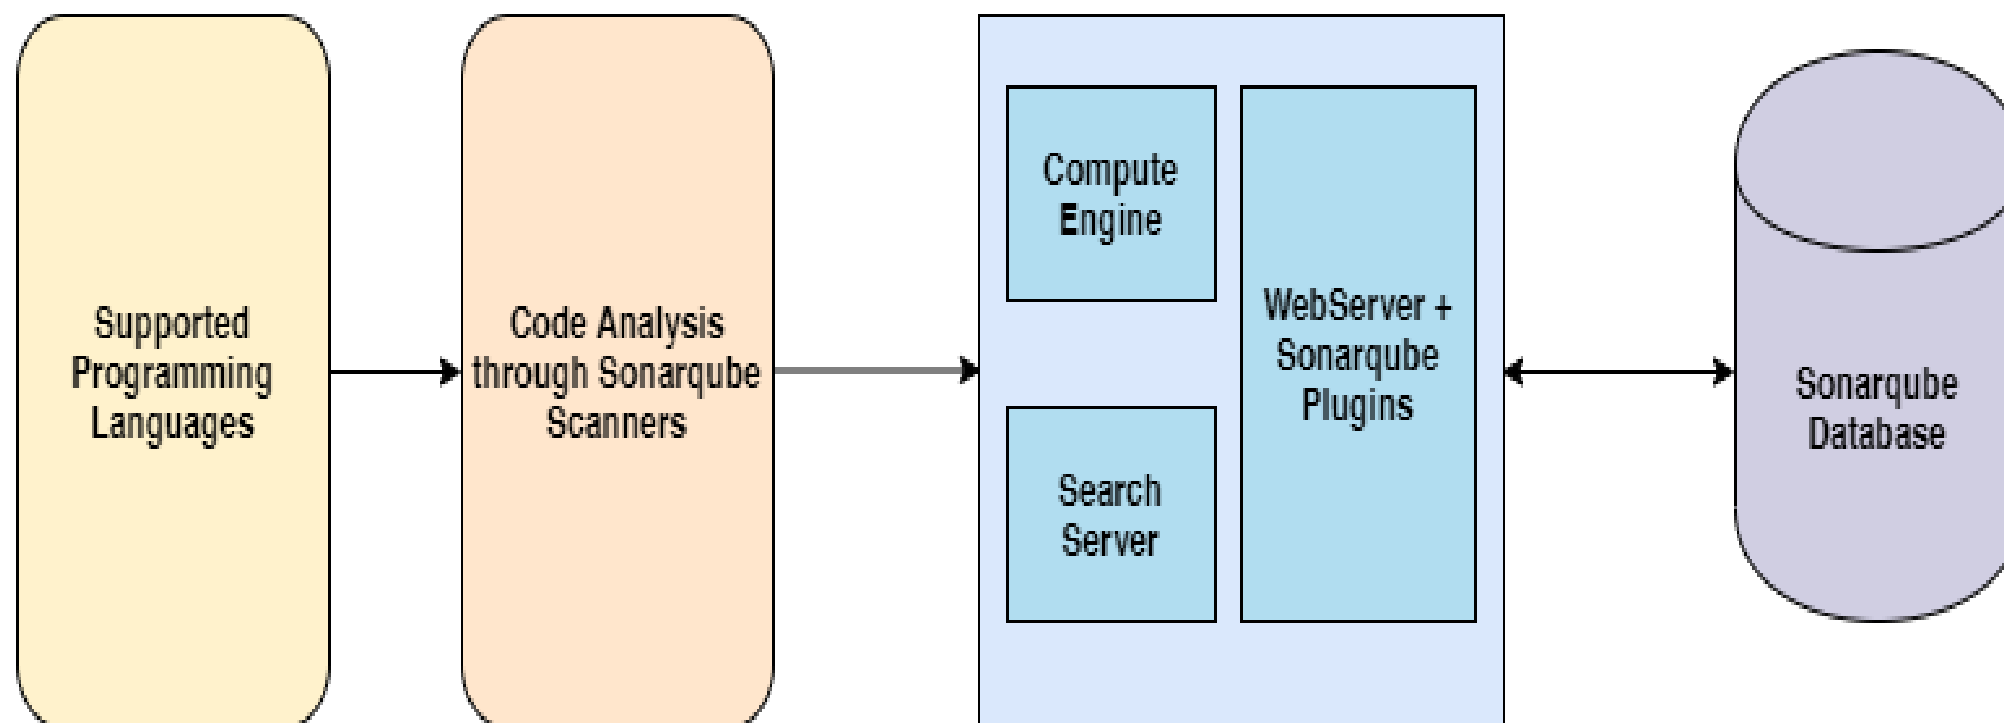 Supported
Programming
Languages
Code Analysis
through Sonarqube
Scanners
Compute
Engine
Search
Server
WebServer +
Sonarqube
Plugins
Sonarqube
Database